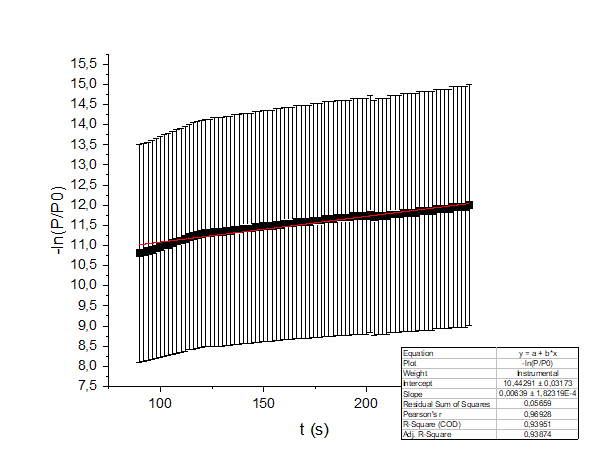 15,5
15,0
14,5
14,0
13,5
13,0
12,5
12,0
11,5
11,0
10,5
10,0
9,5
9,0
8,5
8,0
7,5
-ln(P/P0)
100
150
200
t (s)
Equation y = a + b*x
Plot -ln(P/P0)
Weight Instrumental
Intercept 10,44291 ± 0,03173
Slope 0,00639 ± 1,82319E-4
Residual Sum of Squares 0,05659
Pearson's r 0,96928
R-Square (COD) 0,93951
Adj. R-Square 0,93874